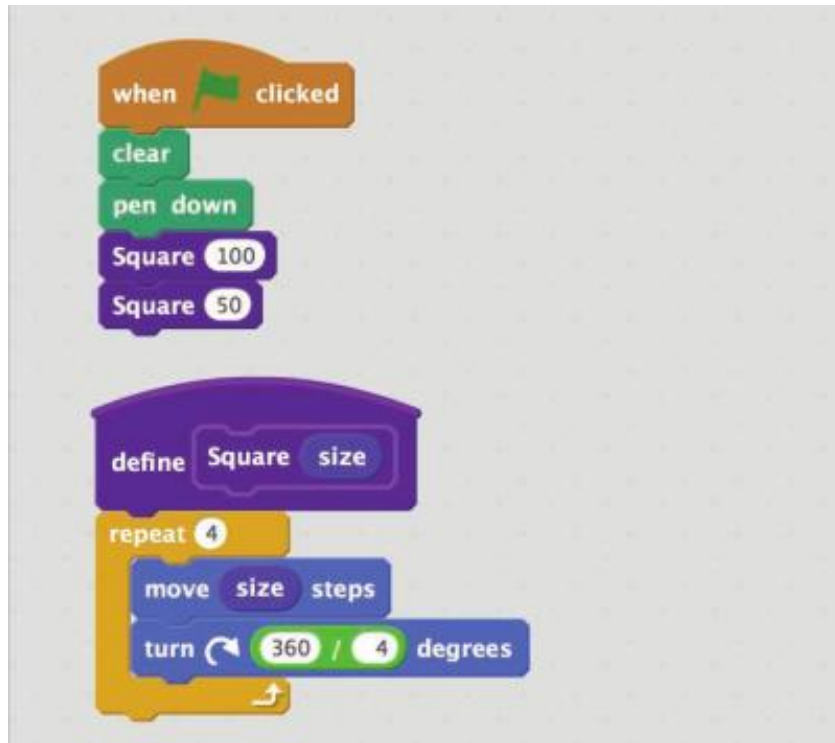 when clicked
clear
pen down
Square 100
Square 50
define Square size
repeat 4
move size steps
turn 360 / 4 degrees